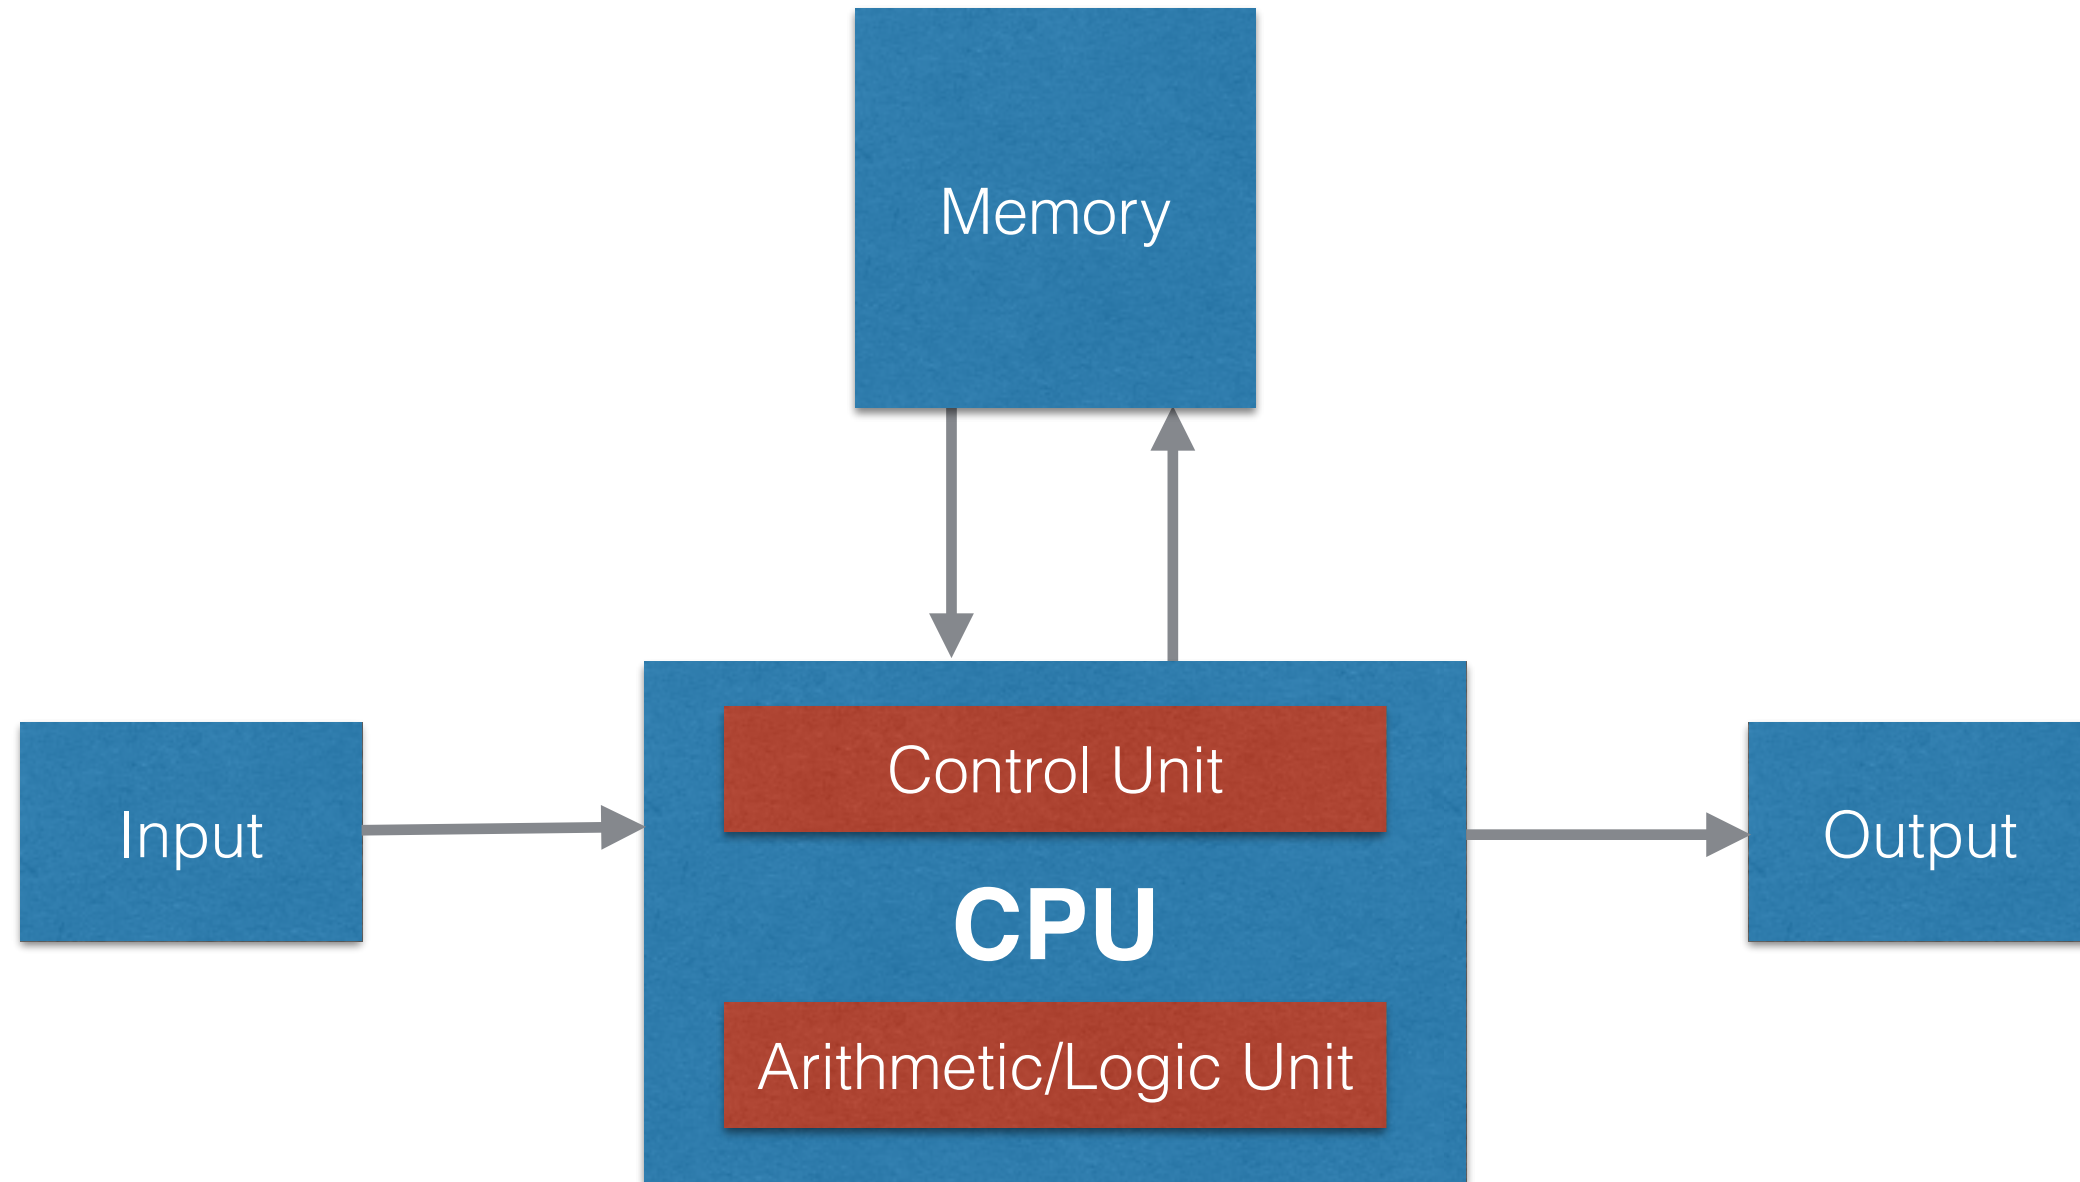 Memory
Control Unit
Input
CPU
Output
Arithmetic/Logic Unit